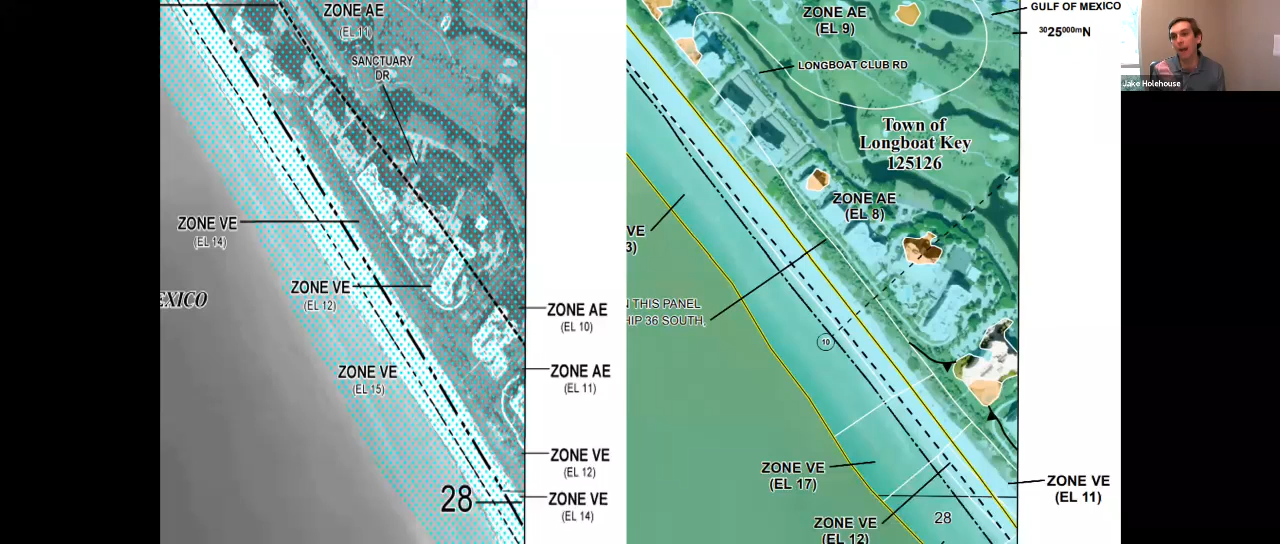 ZONE AE
(EL 11)
SANCTUARY
DR
ZONE VE
(EL 14)
EXICO
ZONE VE
(EL 12)
ZONE AE
(EL 10)
ZONE VE
(EL 15)
ZONE AE
(EL 11)
ZONE VE
(EL 12)
28
ZONE VE
(EL 14)
ZONE AE
(EL 9)
GULF OF MEXICO
3025000mN
LONGBOAT CLUB RD
Town of
Longboat Key
125126
ZONE AE
(EL 8)
VE
3)
N THIS PANEL
HIP 36 SOUTH,
10
ZONE VE
(EL 17)
ZONE VE
(EL 11)
28
ZONE VE
(EL 12)
Jake Holehouse